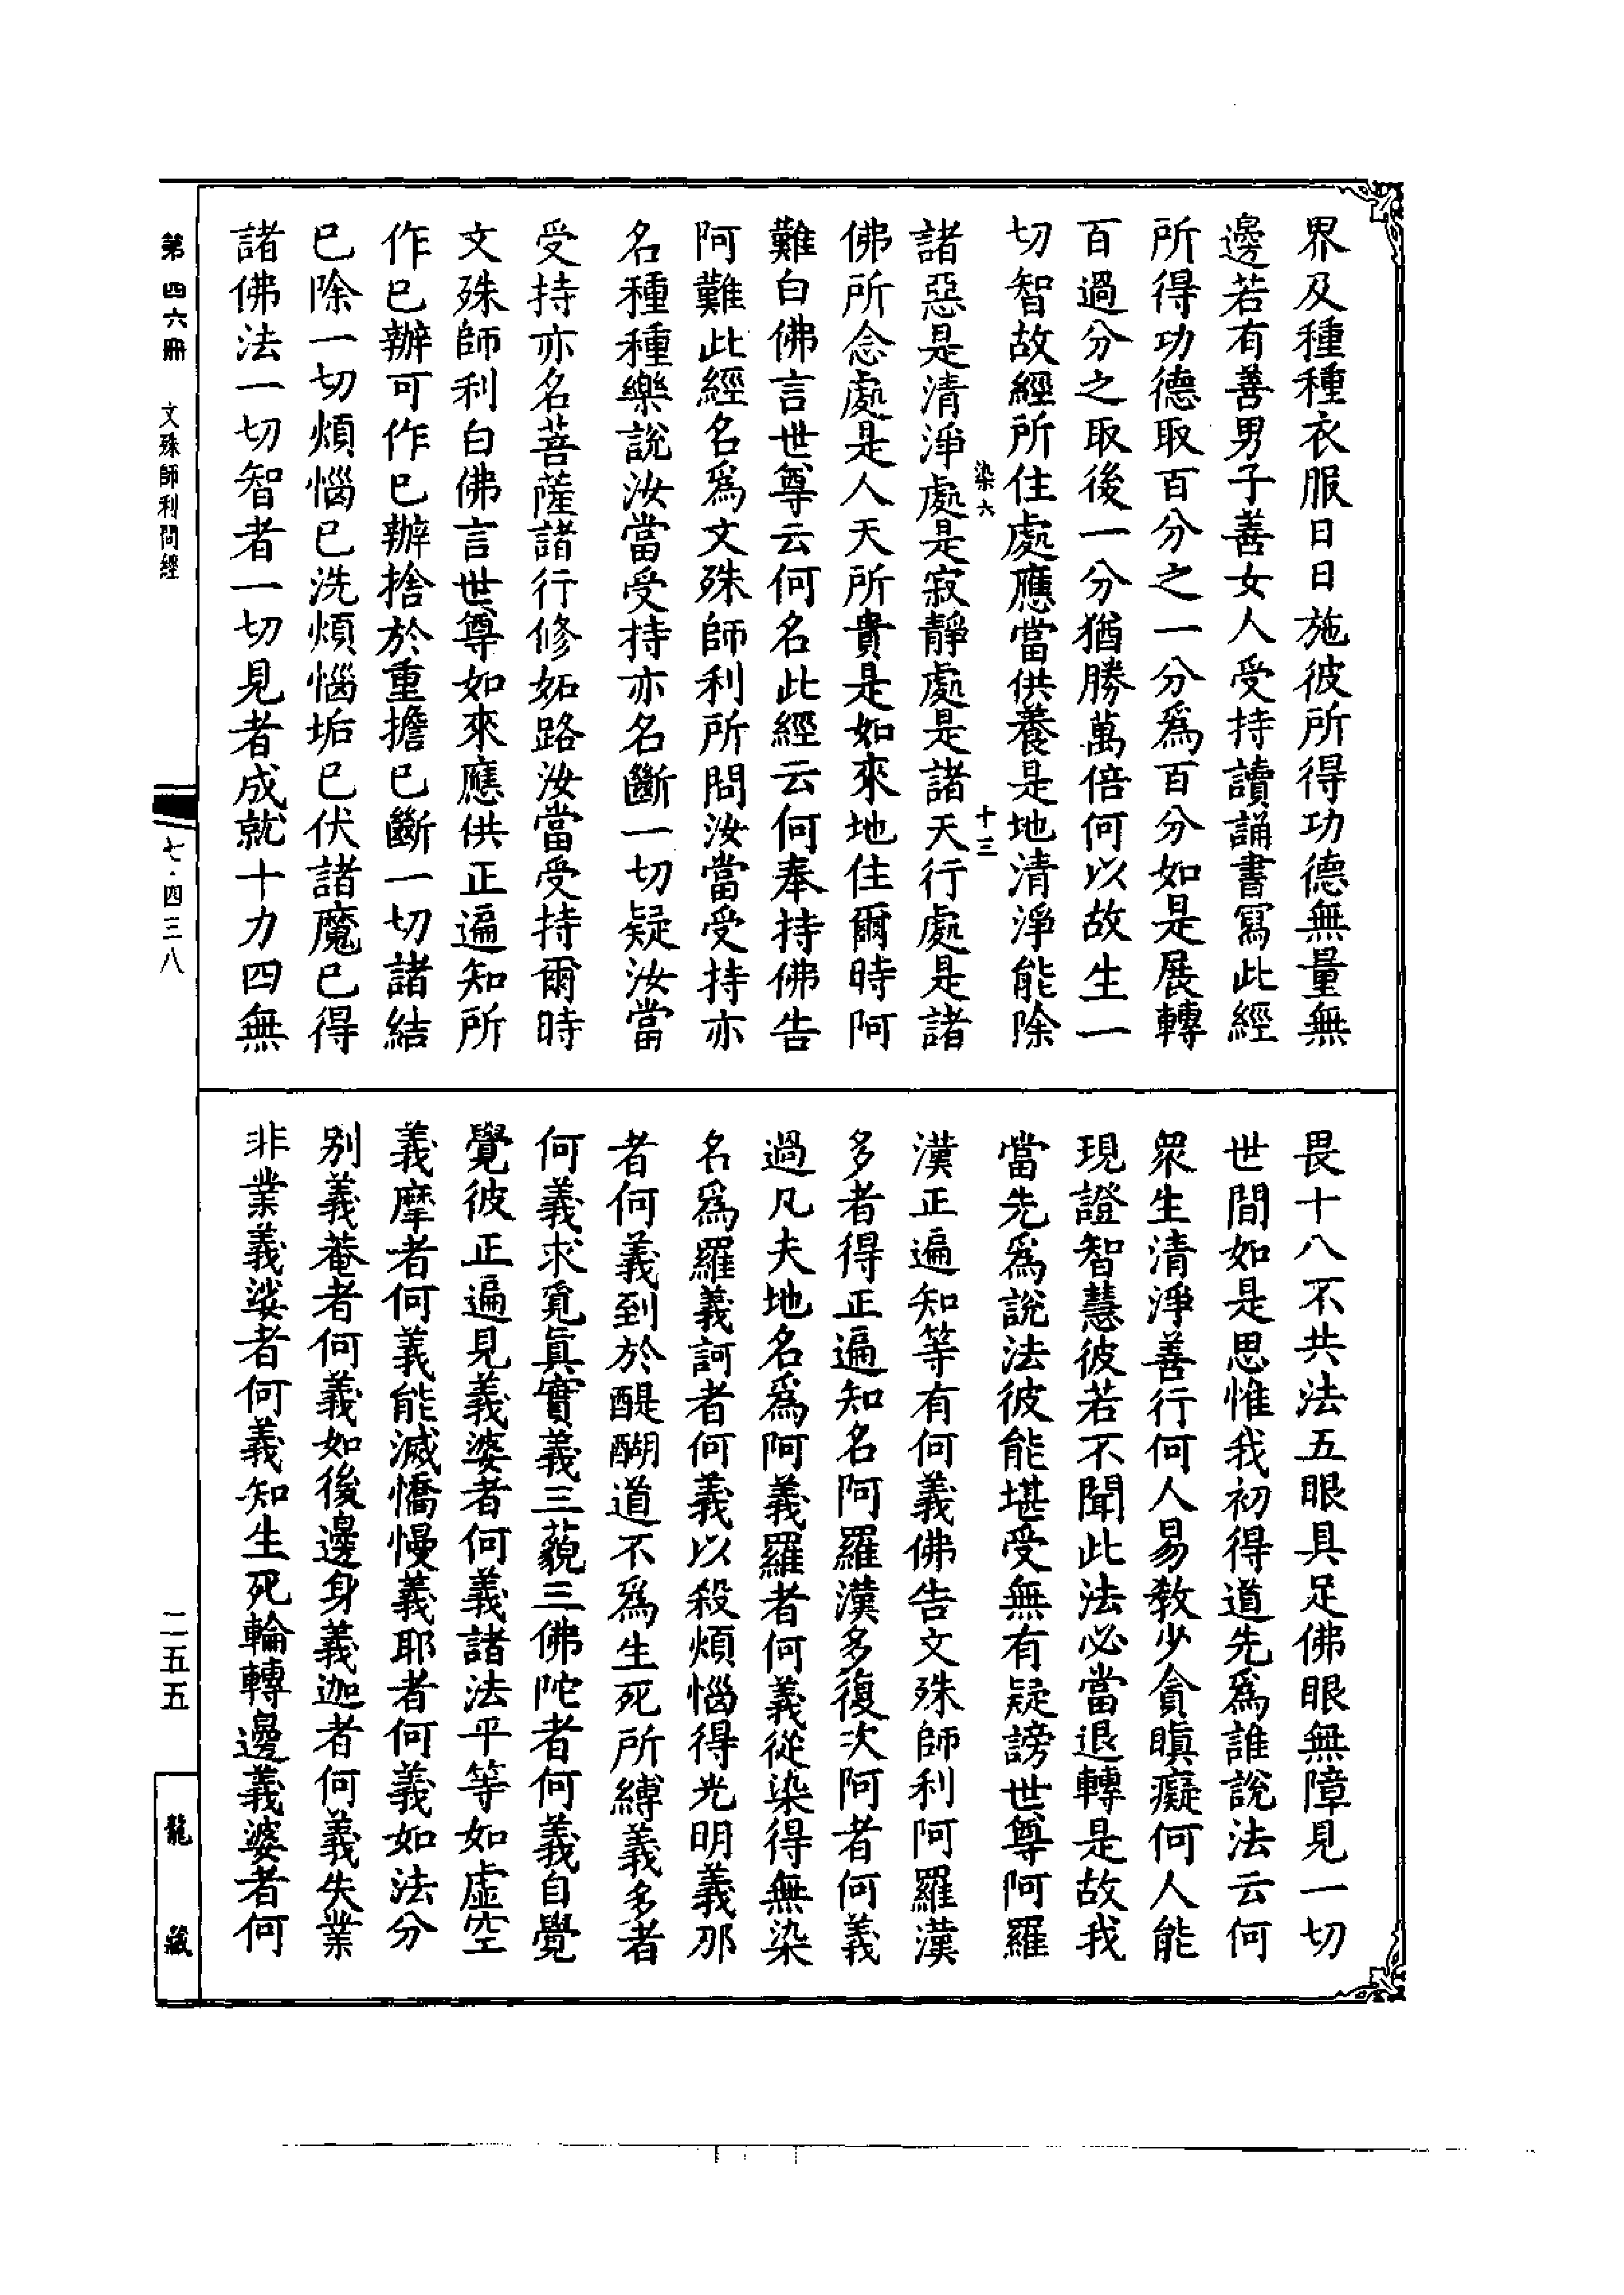 界及種種衣服日日施彼所得功德無量無
邊若有善男子善女人受持讀誦書寫此經
所得功德取百分之一分爲百分如是展轉
百過分之取後一分猶勝萬倍何以故生一
切智故經所住處應當供養是地清淨能除
染六
十三
諸惡是清淨處是寂靜處是諸天行處是諸
佛所念處是人天所貴是如來地住爾時阿
難白佛言世尊云何名此經云何奉持佛告
阿難此經名爲文殊師利所問汝當受持亦
名種種樂說汝當受持亦名斷一切疑汝當
受持亦名菩薩諸行修妬路汝當受持爾時
文殊師利白佛言世尊如來應供正遍知所
作已辦可作已辦捨於重擔已斷一切諸結
已除一切煩惱已洗煩惱垢已伏諸魔已得
諸佛法一切智者一切見者成就十力四無
畏十八不共法五眼具足佛眼無障見一切
世間如是思惟我初得道先爲誰說法云何
衆生清淨善行何人易教少貪瞋癡何人能
現證智慧彼若不聞此法必當退轉是故我
當先爲說法彼能堪受無有疑謗世尊阿羅
漢正遍知等有何義佛告文殊師利阿羅漢
多者得正遍知名阿羅漢多復次阿者何義
過凡夫地名爲阿義羅者何義從染得無染
名爲羅義訶者何義以殺煩惱得光明義那
者何義到於醍醐道不爲生死所縛義多者
何義求覓眞實義三藐三佛陀者何義自覺
覺彼正遍見義婆者何義諸法平等如虛空
義摩者何義能滅憍慢義耶者何義如法分
别義菴者何義如後邊身義迦者何義失業
非業義娑者何義知生死輪轉邊義婆者何
第四六冊　文殊師利問經
七·四三八
二五五
龍藏